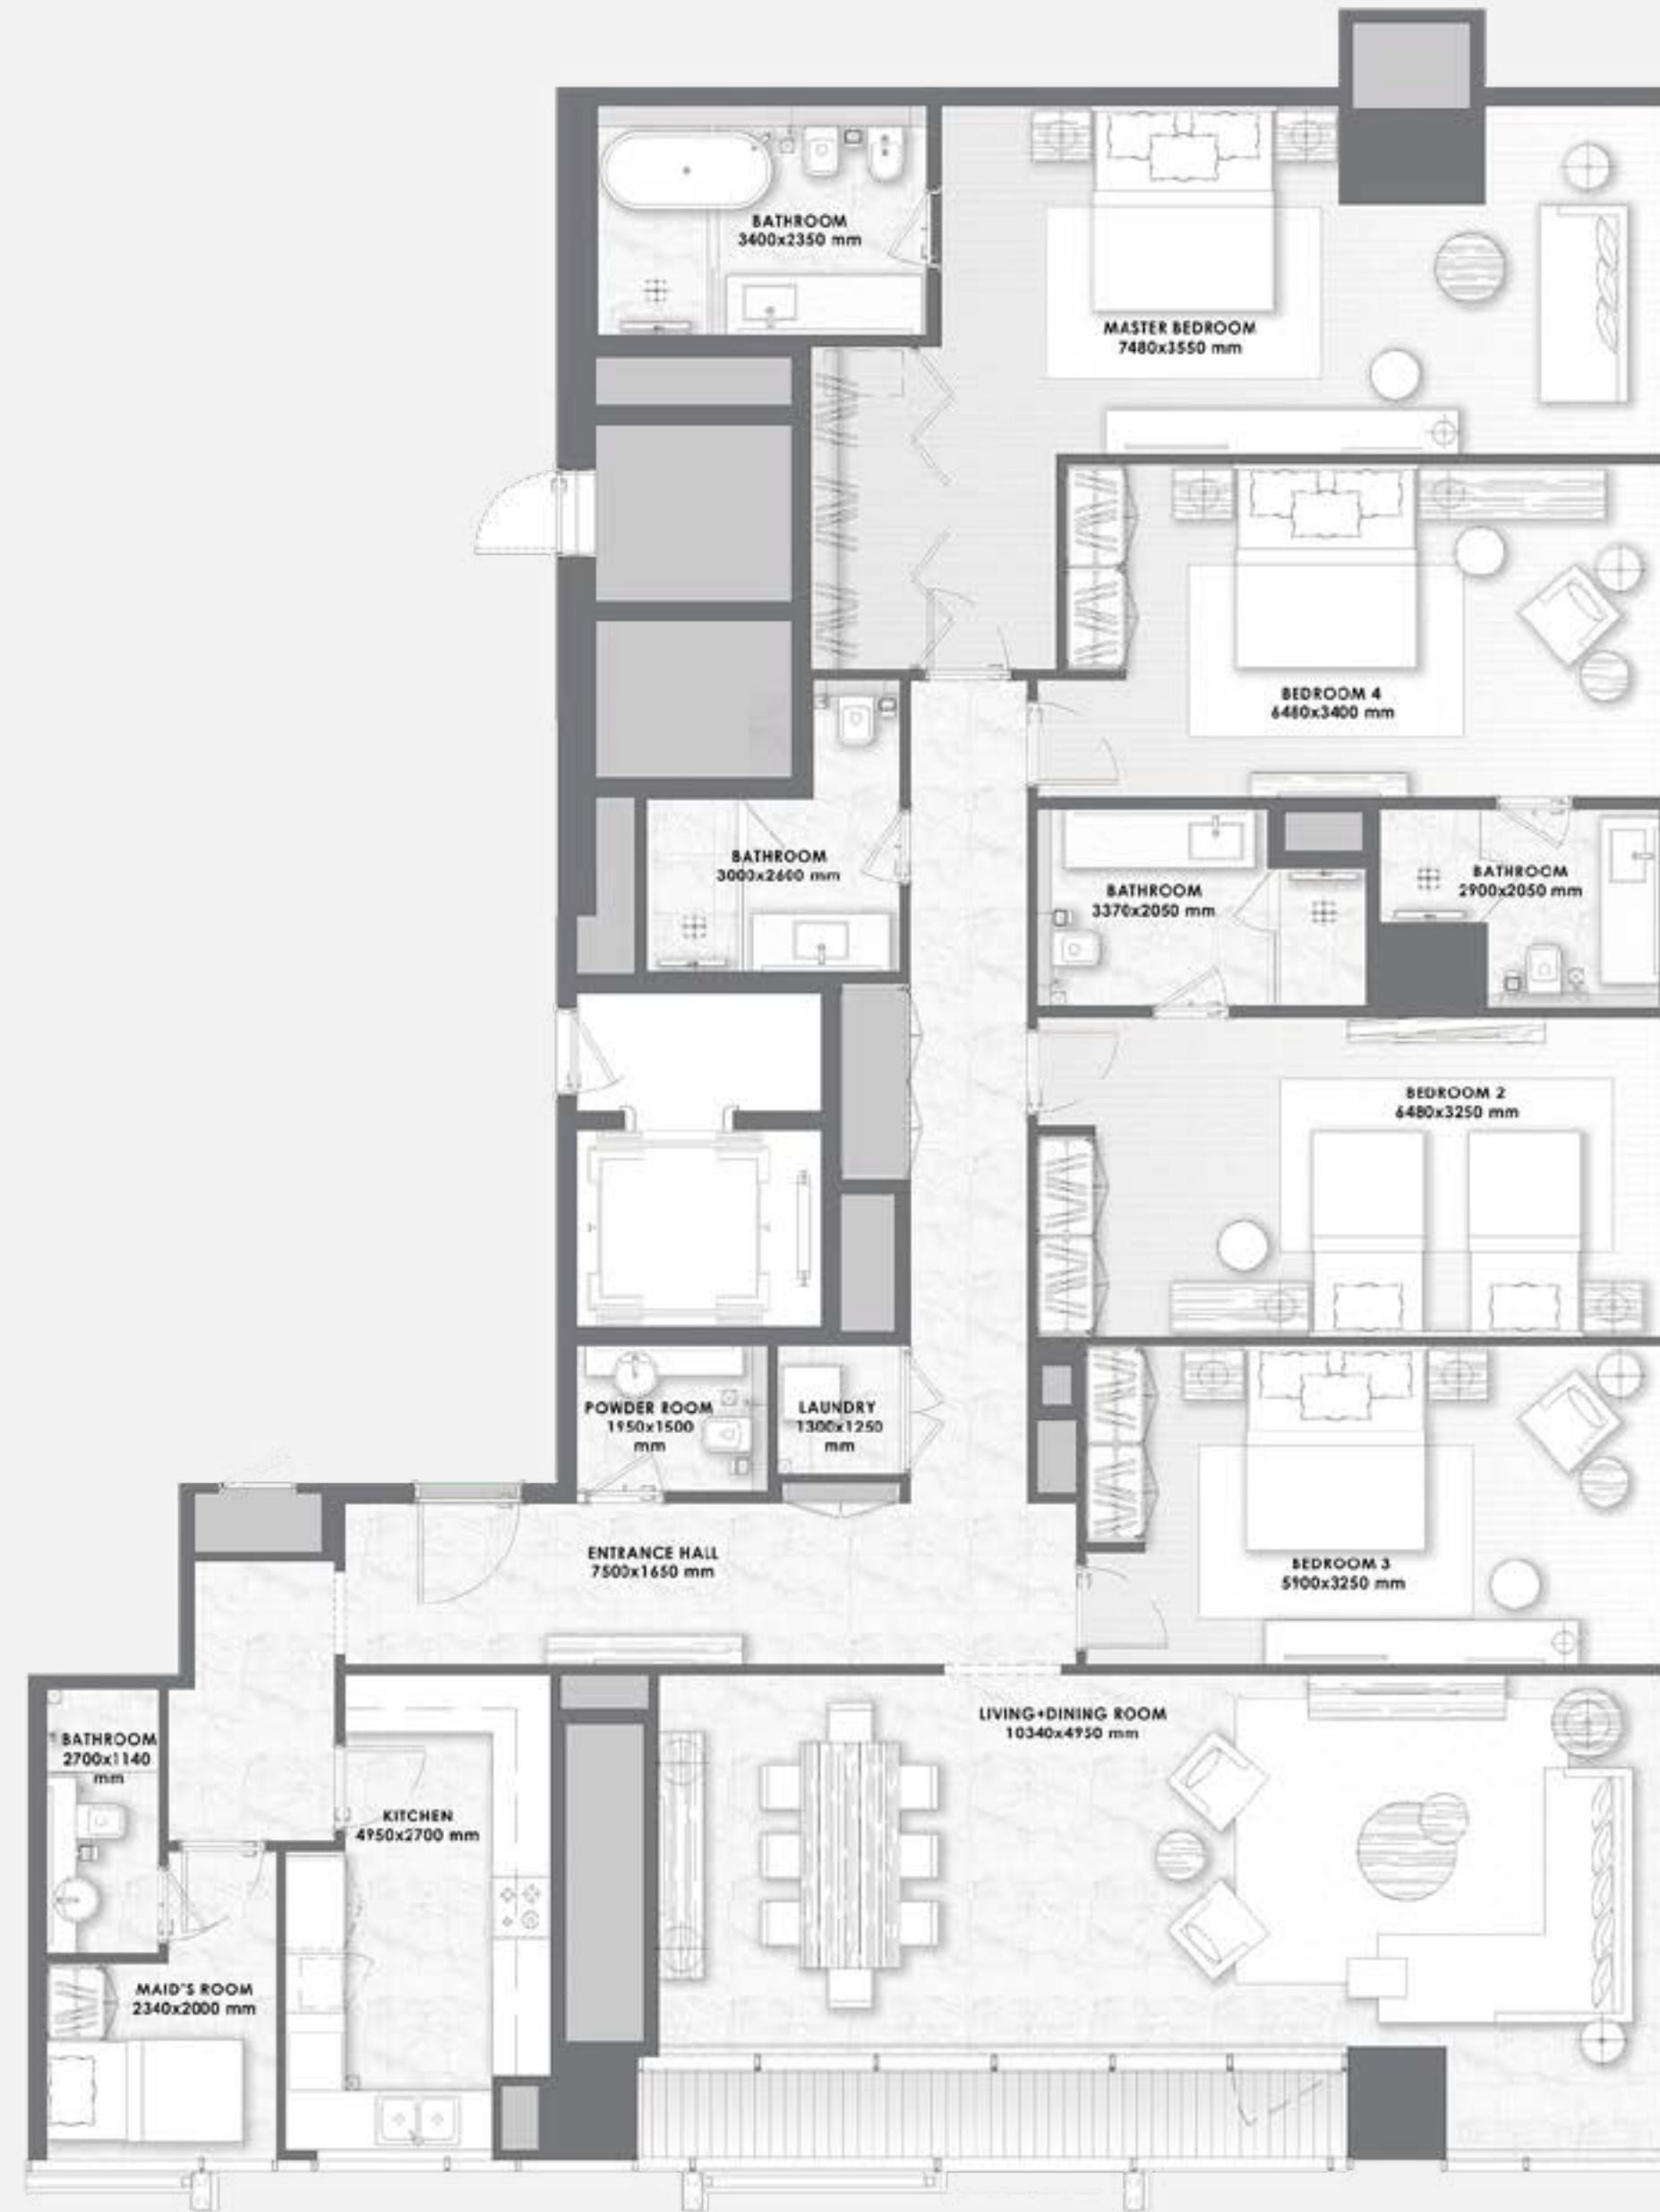 BATHROOM
3400x2350 mm
MASTER BEDROOM
7480x3550 mm
BEDROOM 4
6480x3400 mm
BATHROOM
3000x2600 mm
BATHROOM
3370x2050 mm
BATHROOM
2900x2050 mm
BEDROOM 2
6480x3250 mm
POWDER ROOM
1950x1500
mm
LAUNDRY
1300x1250
mm
ENTRANCE HALL
7500x1650 mm
BEDROOM 3
5900x3250 mm
LIVING+DINING ROOM
10340x4950 mm
BATHROOM
2700x1140
mm
KITCHEN
4950x2700 mm
MAID'S ROOM
2340x2000 mm